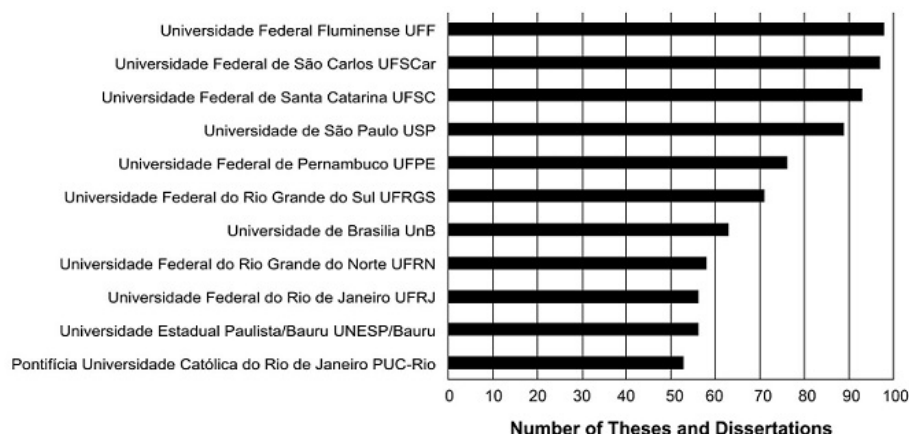 Universidade Federal Fluminense UFF
Universidade Federal de São Carlos UFSCar
Universidade Federal de Santa Catarina UFSC
Universidade de São Paulo USP
Universidade Federal de Pernambuco UFPE
Universidade Federal do Rio Grande do Sul UFRGS
Universidade de Brasilia UnB
Universidade Federal do Rio Grande do Norte UFRN
Universidade Federal do Rio de Janeiro UFRJ
Universidade Estadual Paulista/Bauru UNESP/Bauru
Pontifícia Universidade Católica do Rio de Janeiro PUC-Rio
0 10 20 30 40 50 60 70 80 90 100
Number of Theses and Dissertations